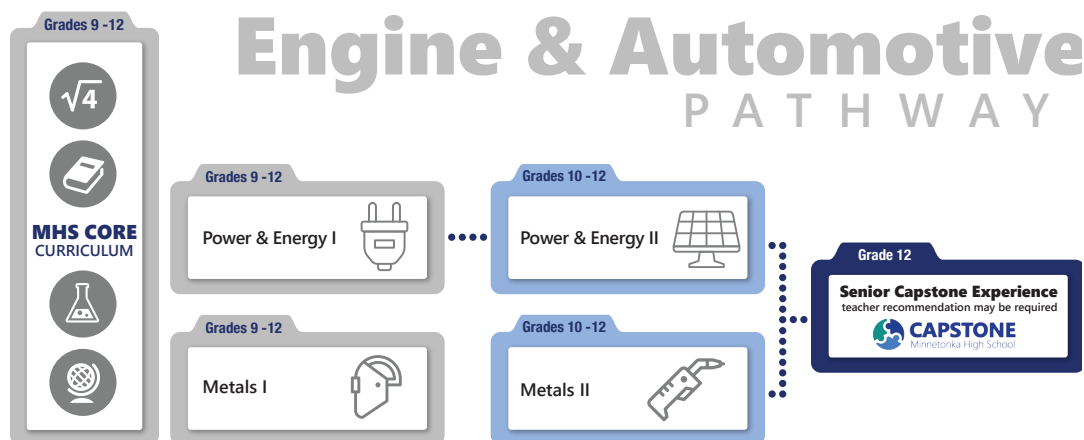 Grades 9 -12
Engine & Automotive
PATHWAY
√4
MHS CORE
CURRICULUM
Grades 9 -12
Power & Energy I
Grades 10 -12
Power & Energy II
Grade 12
Senior Capstone Experience
teacher recommendation may be required
CAPSTONE
Minnetonka High School
Grades 9 -12
Metals I
Grades 10 -12
Metals II